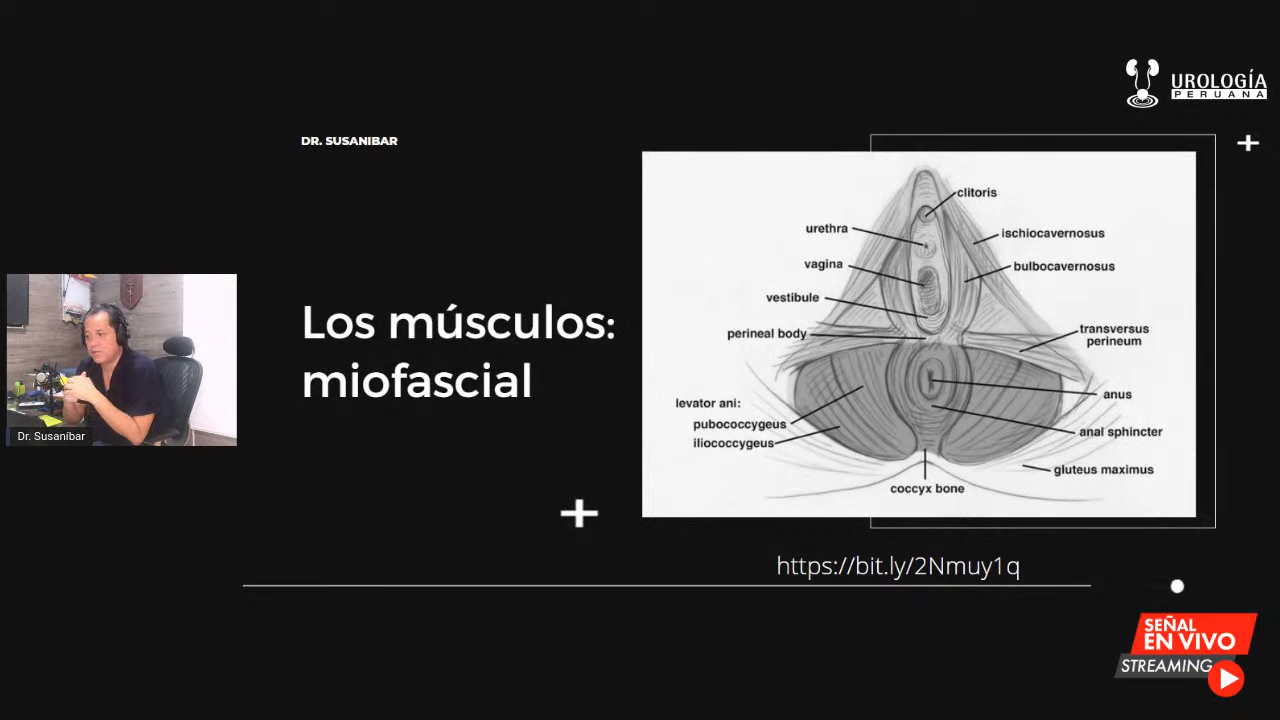 UROLOGÍA
PERUANA
DR. SUSANIBAR
Los músculos:
miofascial
Dr. Susaníbar
clitoris
urethra
ischiocavernosus
vagina
bulbocavernosus
vestibule
perineal body
transversus
perineum
anus
levator ani:
pubococcygeus
iliococcygeus
anal sphincter
gluteus maximus
coccyx bone
https://bit.ly/2Nmuy1q
SEÑAL
EN VIVO
STREAMING